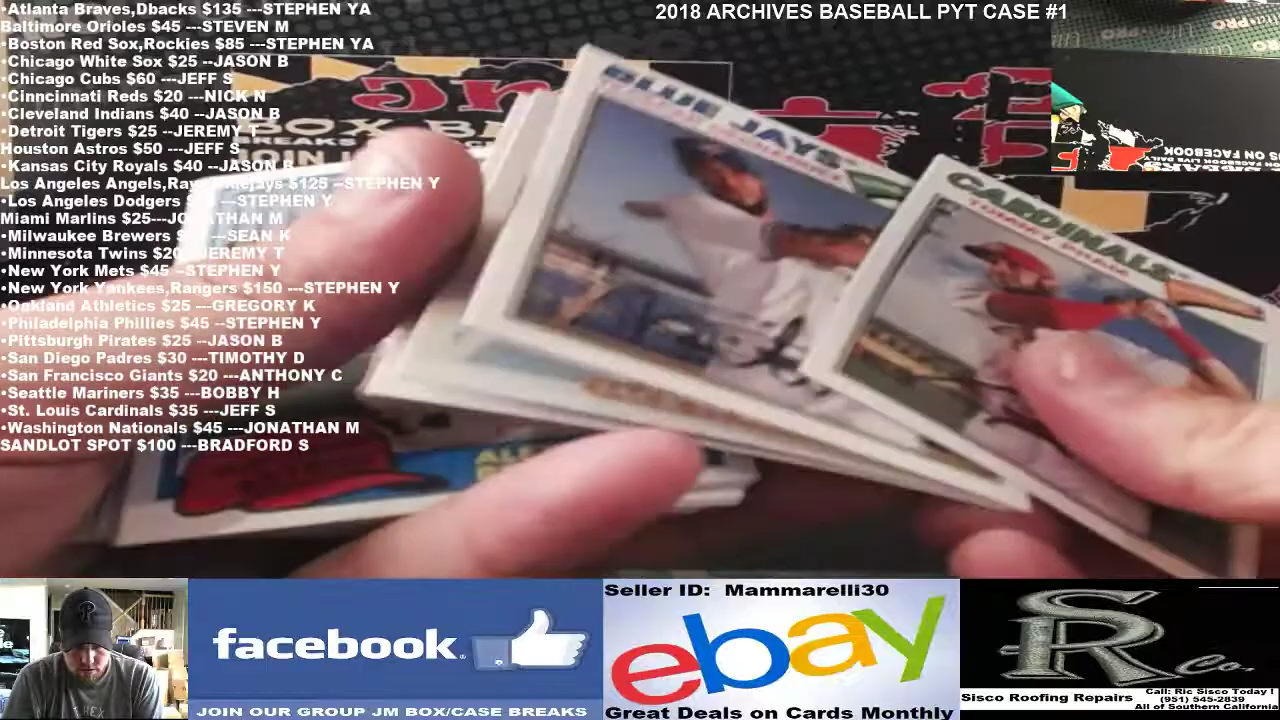 •Atlanta Braves,Dbacks $135 ---STEPHEN YA
Baltimore Orioles $45 ---STEVEN M
•Boston Red Sox,Rockies $85 ---STEPHEN YA
•Chicago White Sox $25 --JASON B
•Chicago Cubs $60 ---JEFF S
•Cinncinnati Reds $20 ---NICK N
•Cleveland Indians $40 --JASON B
•Detroit Tigers $25 --JEREMY T
Houston Astros $50 ---JEFF S
•Kansas City Royals $40 --JASON B
Los Angeles Angels,Rays,Bluejays $125 --STEPHEN Y
•Los Angeles Dodgers --STEPHEN Y
Miami Marlins $25---JONATHAN M
•Milwaukee Brewers ---SEAN K
•Minnesota Twins $20 JEREMY T
•New York Mets $45 --STEPHEN Y
•New York Yankees,Rangers $150 ---STEPHEN Y
•Oakland Athletics $25 ---GREGORY K
•Philadelphia Phillies $45 --STEPHEN Y
•Pittsburgh Pirates $25 --JASON B
•San Diego Padres $30 ---TIMOTHY D
•San Francisco Giants $20 ---ANTHONY C
•Seattle Mariners $35 ---BOBBY H
•St. Louis Cardinals $35 ---JEFF S
•Washington Nationals $45 ---JONATHAN M
SANDLOT SPOT $100 ---BRADFORD S
2018 ARCHIVES BASEBALL PYT CASE #1
BLUE JAYS
CARDINALS
TOMMY PHAM
facebook
JOIN OUR GROUP JM BOX/CASE BREAKS
Seller ID: Mammarelli30
ebay
Great Deals on Cards Monthly
SR Co.
Sisco Roofing Repairs
Call: Ric Sisco Today !
(951) 545-2839
All of Southern California